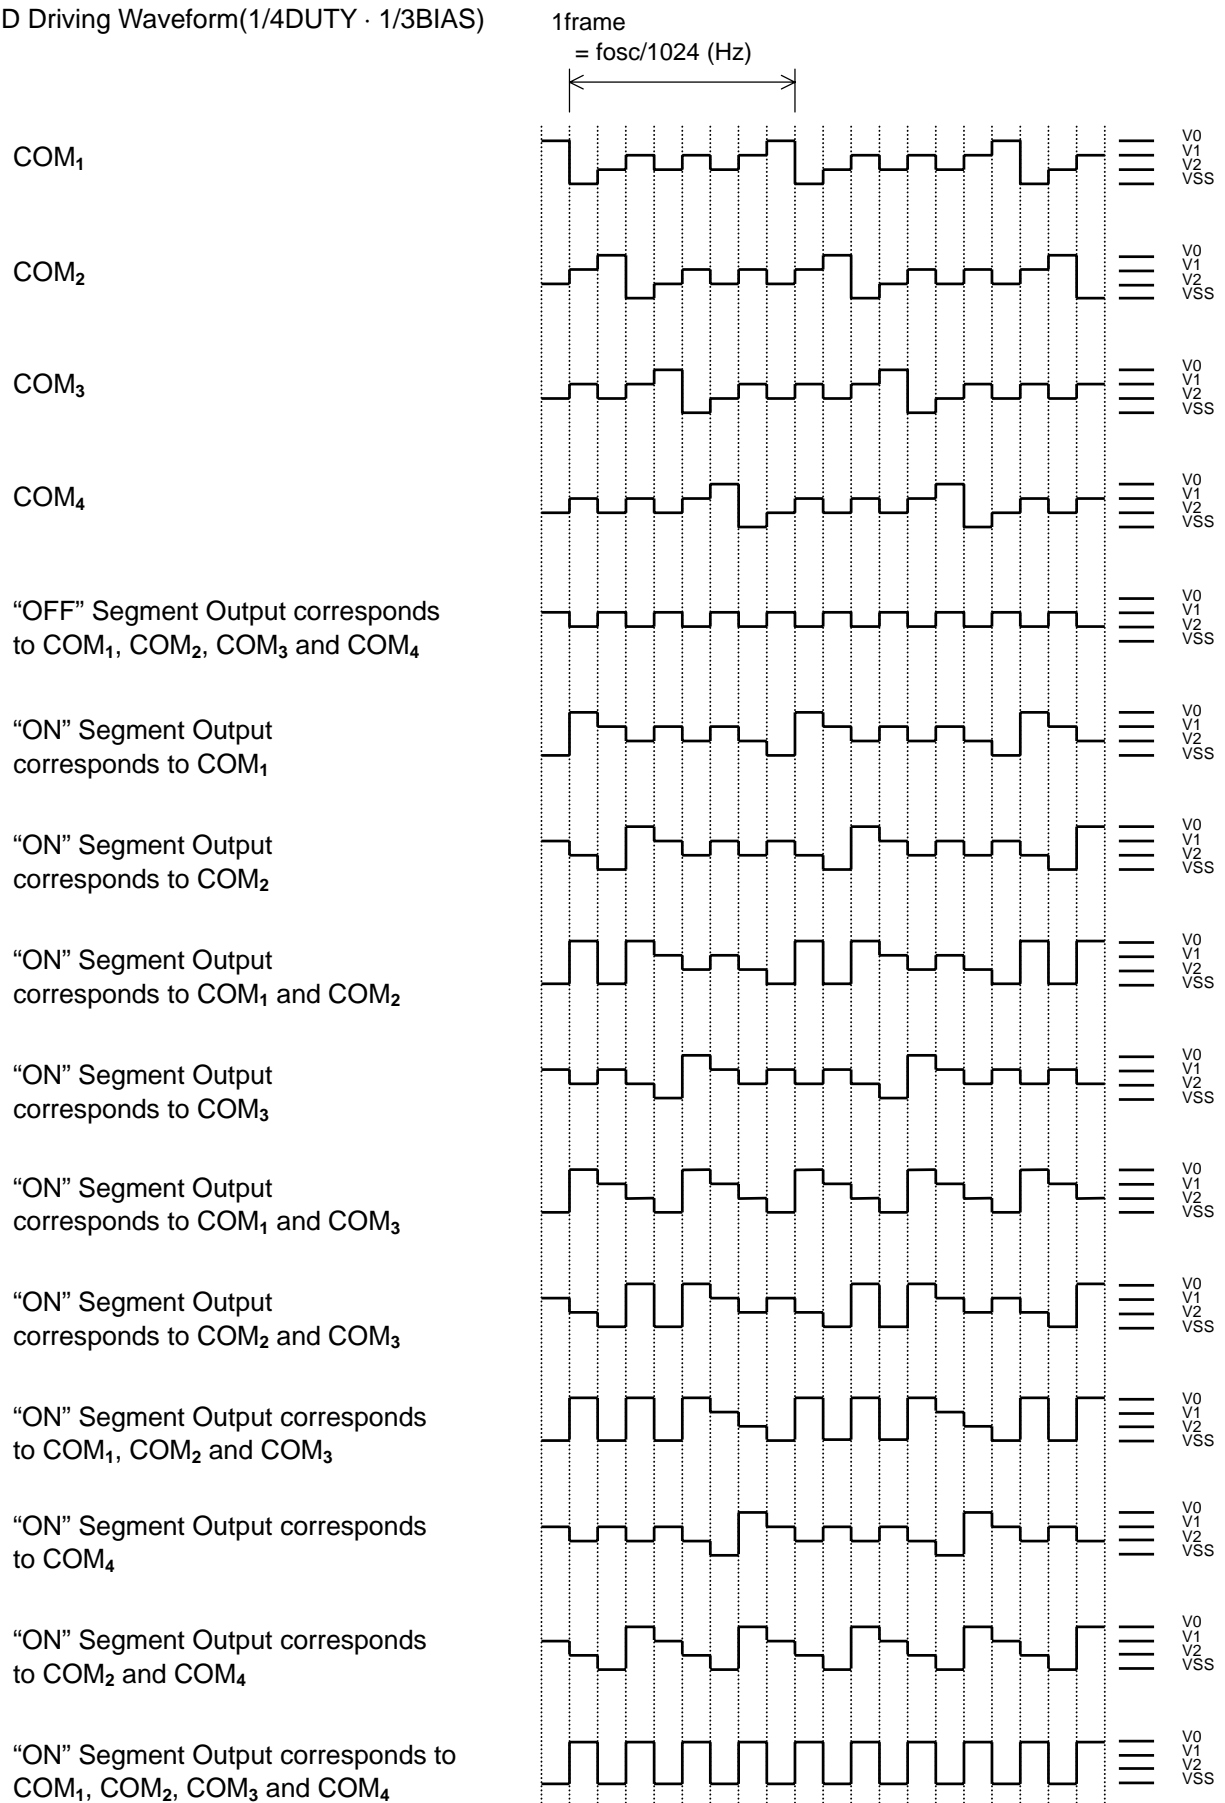 D Driving Waveform(1/4DUTY · 1/3BIAS)
1frame
= fosc/1024 (Hz)
COM1
V0
V1
V2
VSS
COM2
V0
V1
V2
VSS
COM3
V0
V1
V2
VSS
COM4
V0
V1
V2
VSS
“OFF” Segment Output corresponds
to COM1, COM2, COM3 and COM4
V0
V1
V2
VSS
“ON” Segment Output
corresponds to COM1
V0
V1
V2
VSS
“ON” Segment Output
corresponds to COM2
V0
V1
V2
VSS
“ON” Segment Output
corresponds to COM1 and COM2
V0
V1
V2
VSS
“ON” Segment Output
corresponds to COM3
V0
V1
V2
VSS
“ON” Segment Output
corresponds to COM1 and COM3
V0
V1
V2
VSS
“ON” Segment Output
corresponds to COM2 and COM3
V0
V1
V2
VSS
“ON” Segment Output corresponds
to COM1, COM2 and COM3
V0
V1
V2
VSS
“ON” Segment Output corresponds
to COM4
V0
V1
V2
VSS
“ON” Segment Output corresponds
to COM2 and COM4
V0
V1
V2
VSS
“ON” Segment Output corresponds to
COM1, COM2, COM3 and COM4
V0
V1
V2
VSS